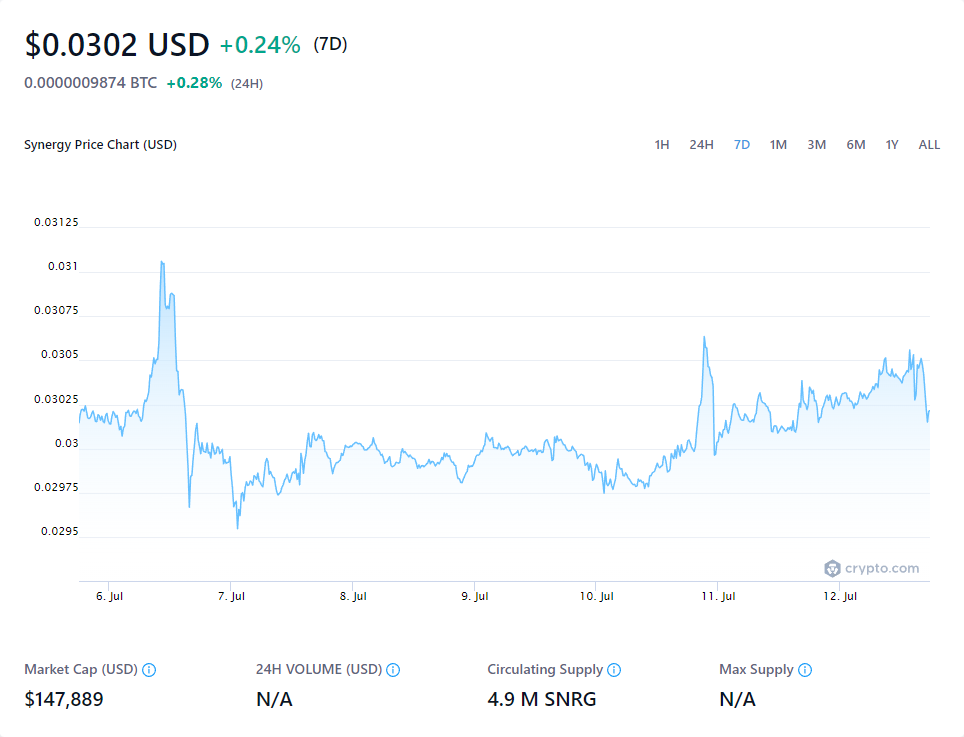 $0.0302 USD +0.24% (7D)
0.0000009874 BTC +0.28% (24H)
Synergy Price Chart (USD) 1H 24H 7D 1M 3M 6M 1Y ALL
0.03125
0.031
0.03075
0.0305
0.03025
0.03
0.02975
0.0295
crypto.com
6. Jul 7. Jul 8. Jul 9. Jul 10. Jul 11. Jul 12. Jul
Market Cap (USD) 24H VOLUME (USD) Circulating Supply Max Supply
$147,889 N/A 4.9 M SNRG N/A